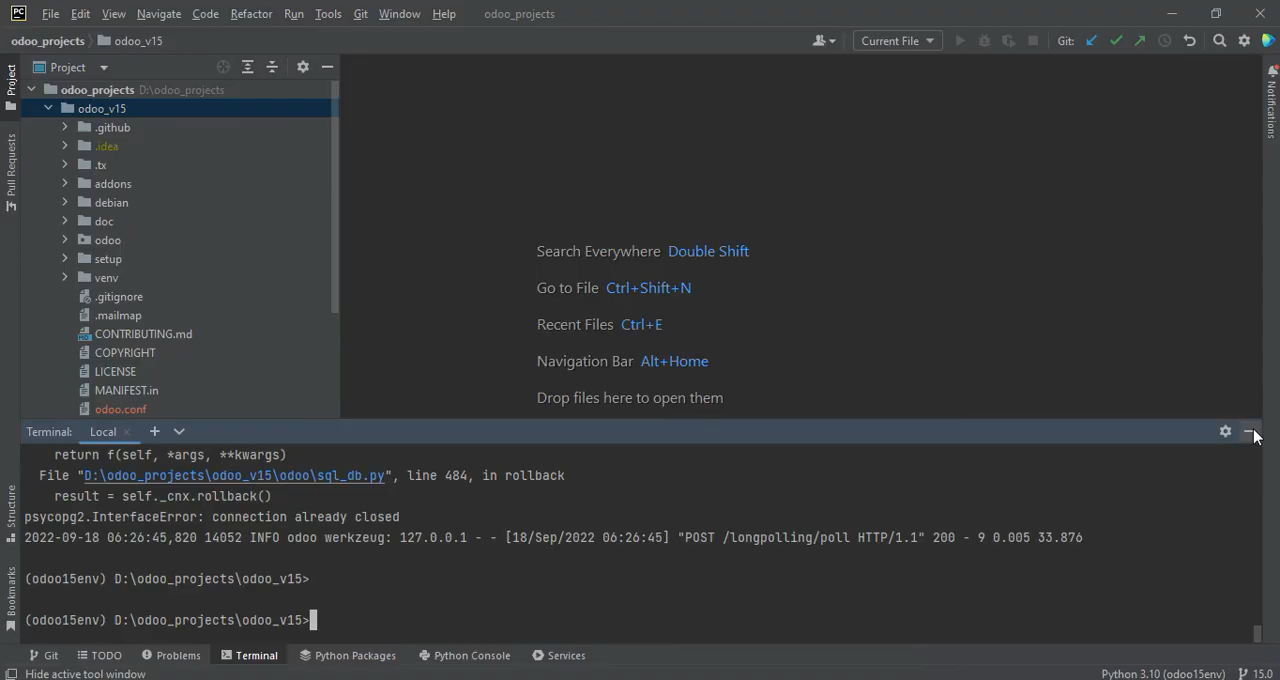 PC File Edit View Navigate Code Refactor Run Tools Git Window Help odoo_projects
odoo_projects odoo_v15 Current File Git:
Project
Project
odoo_projects D:\odoo_projects
odoo_v15
.github
.idea
.tx
addons
debian
doc
odoo
setup
venv
.gitignore
.mailmap
CONTRIBUTING.md
COPYRIGHT
LICENSE
MANIFEST.in
odoo.conf
Pull Requests
Structure
Bookmarks
Notifications
Search Everywhere Double Shift
Go to File Ctrl+Shift+N
Recent Files Ctrl+E
Navigation Bar Alt+Home
Drop files here to open them
Terminal: Local
return f(self, *args, **kwargs)
File "D:\odoo_projects\odoo_v15\odoo\sql_db.py", line 484, in rollback
result = self._cnx.rollback()
psycopg2.InterfaceError: connection already closed
2022-09-18 06:26:45,820 14052 INFO odoo werkzeug: 127.0.0.1 - - [18/Sep/2022 06:26:45] "POST /longpolling/poll HTTP/1.1" 200 - 9 0.005 33.876
(odoo15env) D:\odoo_projects\odoo_v15>
(odoo15env) D:\odoo_projects\odoo_v15>
Git TODO Problems Terminal Python Packages Python Console Services
Hide active tool window Python 3.10 (odoo15env) 15.0